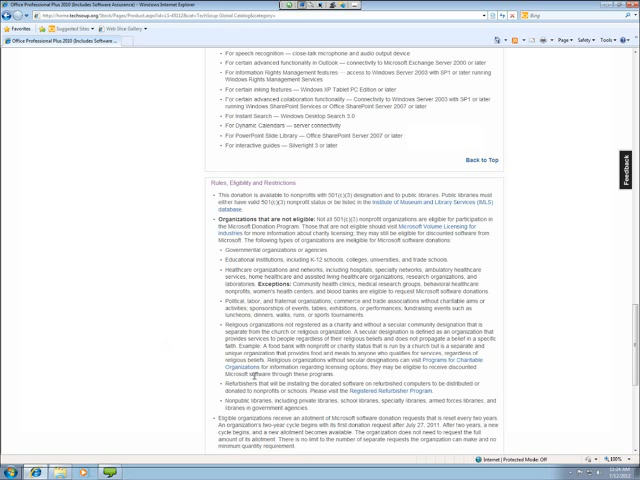 Office Professional Plus 2010 (Includes Software Assurance) - Windows Internet Explorer
Bing
Favorites
Suggested Sites
Web Slice Gallery
Office Professional Plus 2010 (Includes Software ...
Page
Safety
Tools
For speech recognition — close-talk microphone and audio output device
For certain advanced functionality in Outlook — connectivity to Microsoft Exchange Server 2000 or later
For Information Rights Management features — access to Windows Server 2003 with SP1 or later running
Windows Rights Management Services
For certain inking features — Windows XP Tablet PC Edition or later
For certain advanced collaboration functionality — Connectivity to Windows Server 2003 with SP1 or later
running Windows SharePoint Services or Office SharePoint Server 2007 or later
For Instant Search — Windows Desktop Search 3.0
For Dynamic Calendars — server connectivity
For PowerPoint Slide Library — Office SharePoint Server 2007 or later
For interactive guides — Silverlight 3 or later
Back to Top
Feedback
Rules, Eligibility and Restrictions
This donation is available to nonprofits with 501(c)(3) designation and to public libraries. Public libraries must
either have valid 501(c)(3) nonprofit status or be listed in the Institute of Museum and Library Services (IMLS)
database.
Organizations that are not eligible: Not all 501(c)(3) nonprofit organizations are eligible for participation in
the Microsoft Donation Program. Those that are not eligible should visit Microsoft Volume Licensing for
Industries for more information about charity licensing; they may still be eligible for discounted software from
Microsoft. The following types of organizations are ineligible for Microsoft software donations:
Governmental organizations or agencies
Educational institutions, including K-12 schools, colleges, universities, and trade schools.
Healthcare organizations and networks, including hospitals, specialty networks, ambulatory healthcare
services, home healthcare and assisted living healthcare organizations, research organizations, and
laboratories. Exceptions: Community health clinics, medical research groups, behavioral healthcare
nonprofits, women's health centers, and blood banks are eligible to request Microsoft software donations.
Political, labor, and fraternal organizations; commerce and trade associations without charitable aims or
activities; sponsorships of events, tables, exhibitions, or performances; fundraising events such as
luncheons, dinners, walks, runs, or sports tournaments.
Religious organizations not registered as a charity and without a secular community designation that is
separate from the church or religious organization. A secular designation is defined as an organization that
provides services to people regardless of their religious beliefs and does not propagate a belief in a specific
faith. Example: A food bank with nonprofit or charity status that is run by a church but is a separate and
unique organization that provides food and meals to anyone who qualifies for services, regardless of
religious beliefs. Religious organizations without secular designations can visit Programs for Charitable
Organizations for information regarding licensing options; they may be eligible to receive discounted
Microsoft software through these programs.
Refurbishers that will be installing the donated software on refurbished computers to be distributed or
donated to nonprofits or schools. Please visit the Registered Refurbisher Program.
Nonpublic libraries, including private libraries, school libraries, specialty libraries, armed forces libraries, and
libraries in government agencies.
Eligible organizations receive an allotment of Microsoft software donation requests that is reset every two years.
An organization's two-year cycle begins with its first donation request after July 27, 2011. After two years, a new
cycle begins, and a new allotment becomes available. The organization does not need to request the full
amount of its allotment. There is no limit to the number of separate requests the organization can make and no
minimum quantity requirement.
Internet | Protected Mode: Off
100%
7/12/2012